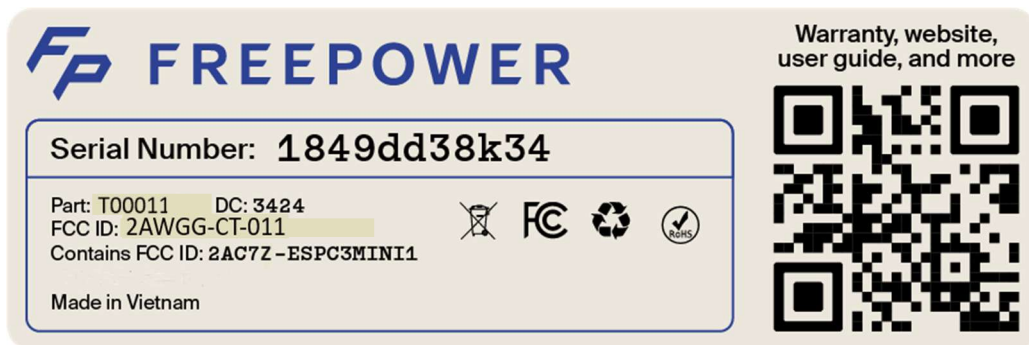 FP FREEPOWER
Warranty, website,
user guide, and more
Serial Number: 1849dd38k34
Part: T00011 DC: 3424
FCC ID: 2AWGG-CT-011
Contains FCC ID: 2AC7Z-ESPC3MINI1
FC
RoHS
Made in Vietnam